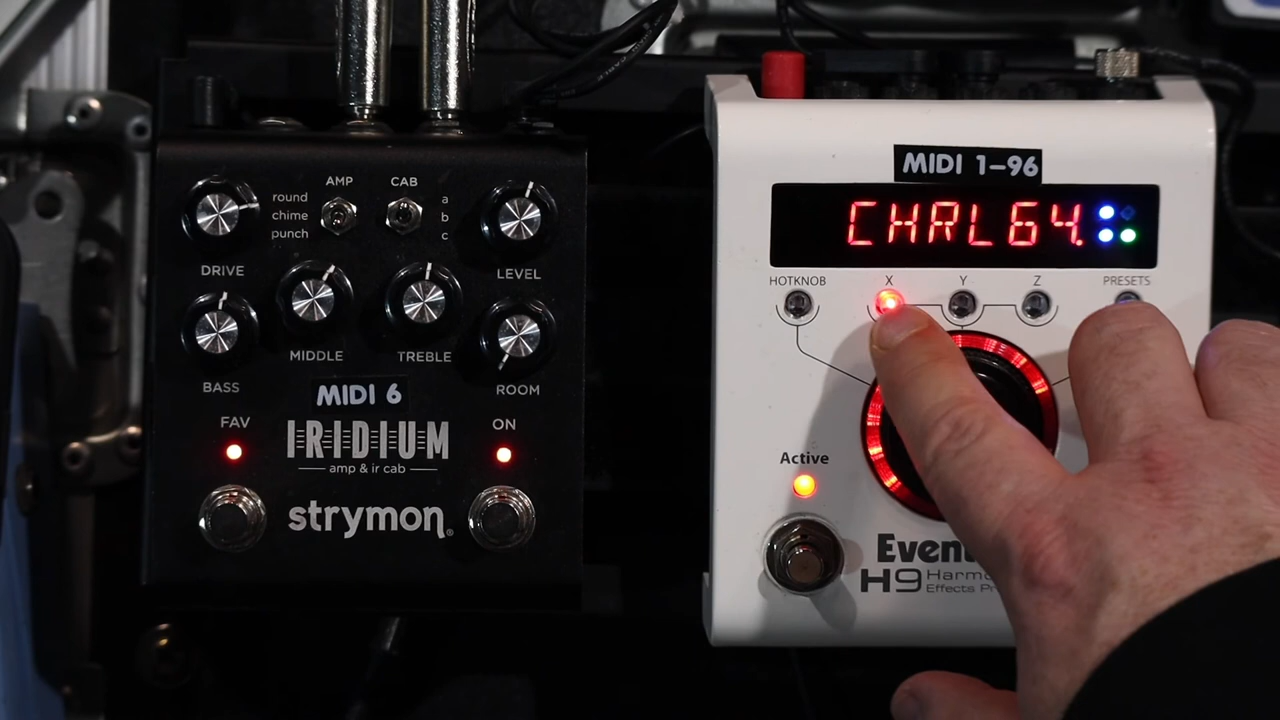 AMP
CAB
round
chime
punch
a
b
c
DRIVE
LEVEL
MIDDLE
TREBLE
BASS
ROOM
MIDI 6
FAV
ON
IRIDIUM
amp & ir cab
strymon®
MIDI 1-96
CHRL64.
HOTKNOB
X
Y
Z
PRESETS
Active
H9